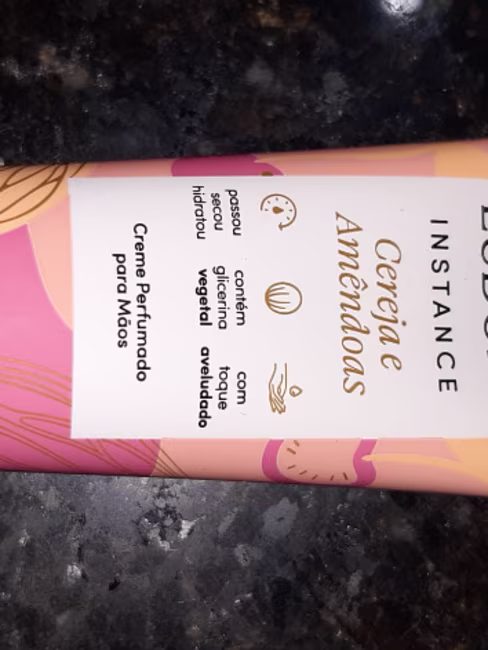 INSTANCE
Cereja e
Amêndoas
passou
secou
hidratou
contém
glicerina
vegetal
com
toque
aveludado
Creme Perfumado
para Mãos